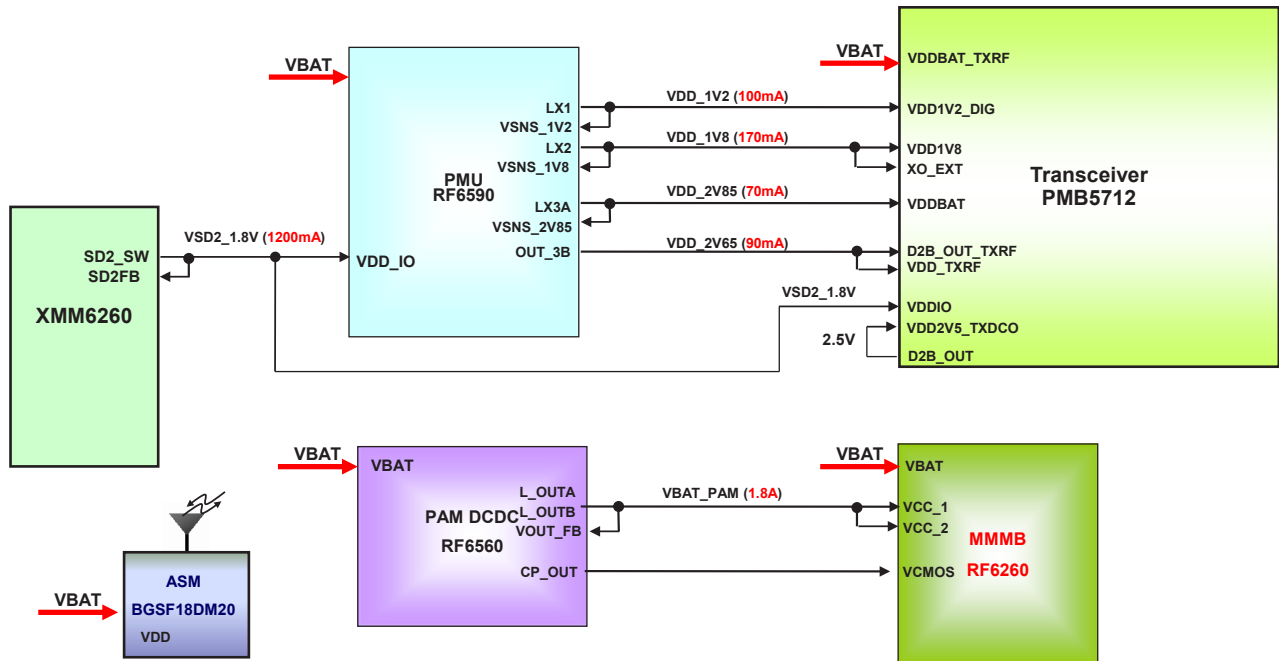 VBAT
LX1
VSNS_1V2
LX2
VSNS_1V8
PMU
RF6590
LX3A
VSNS_2V85
OUT_3B
VDD_IO
VDD_1V2 (100mA)
VDD_1V8 (170mA)
VDD_2V85 (70mA)
VDD_2V65 (90mA)
VSD2_1.8V
2.5V
VBAT
VDDBAT_TXRF
VDD1V2_DIG
VDD1V8
XO_EXT
Transceiver
PMB5712
VDDBAT
D2B_OUT_TXRF
VDD_TXRF
VDDIO
VDD2V5_TXDCO
D2B_OUT
SD2_SW
SD2FB
XMM6260
VSD2_1.8V (1200mA)
VBAT
VBAT
L_OUTA
L_OUTB
PAM DCDC
VOUT_FB
RF6560
CP_OUT
VBAT_PAM (1.8A)
VBAT
VBAT
VCC_1
VCC_2
MMMB
RF6260
VCMOS
VBAT
ASM
BGSF18DM20
VDD